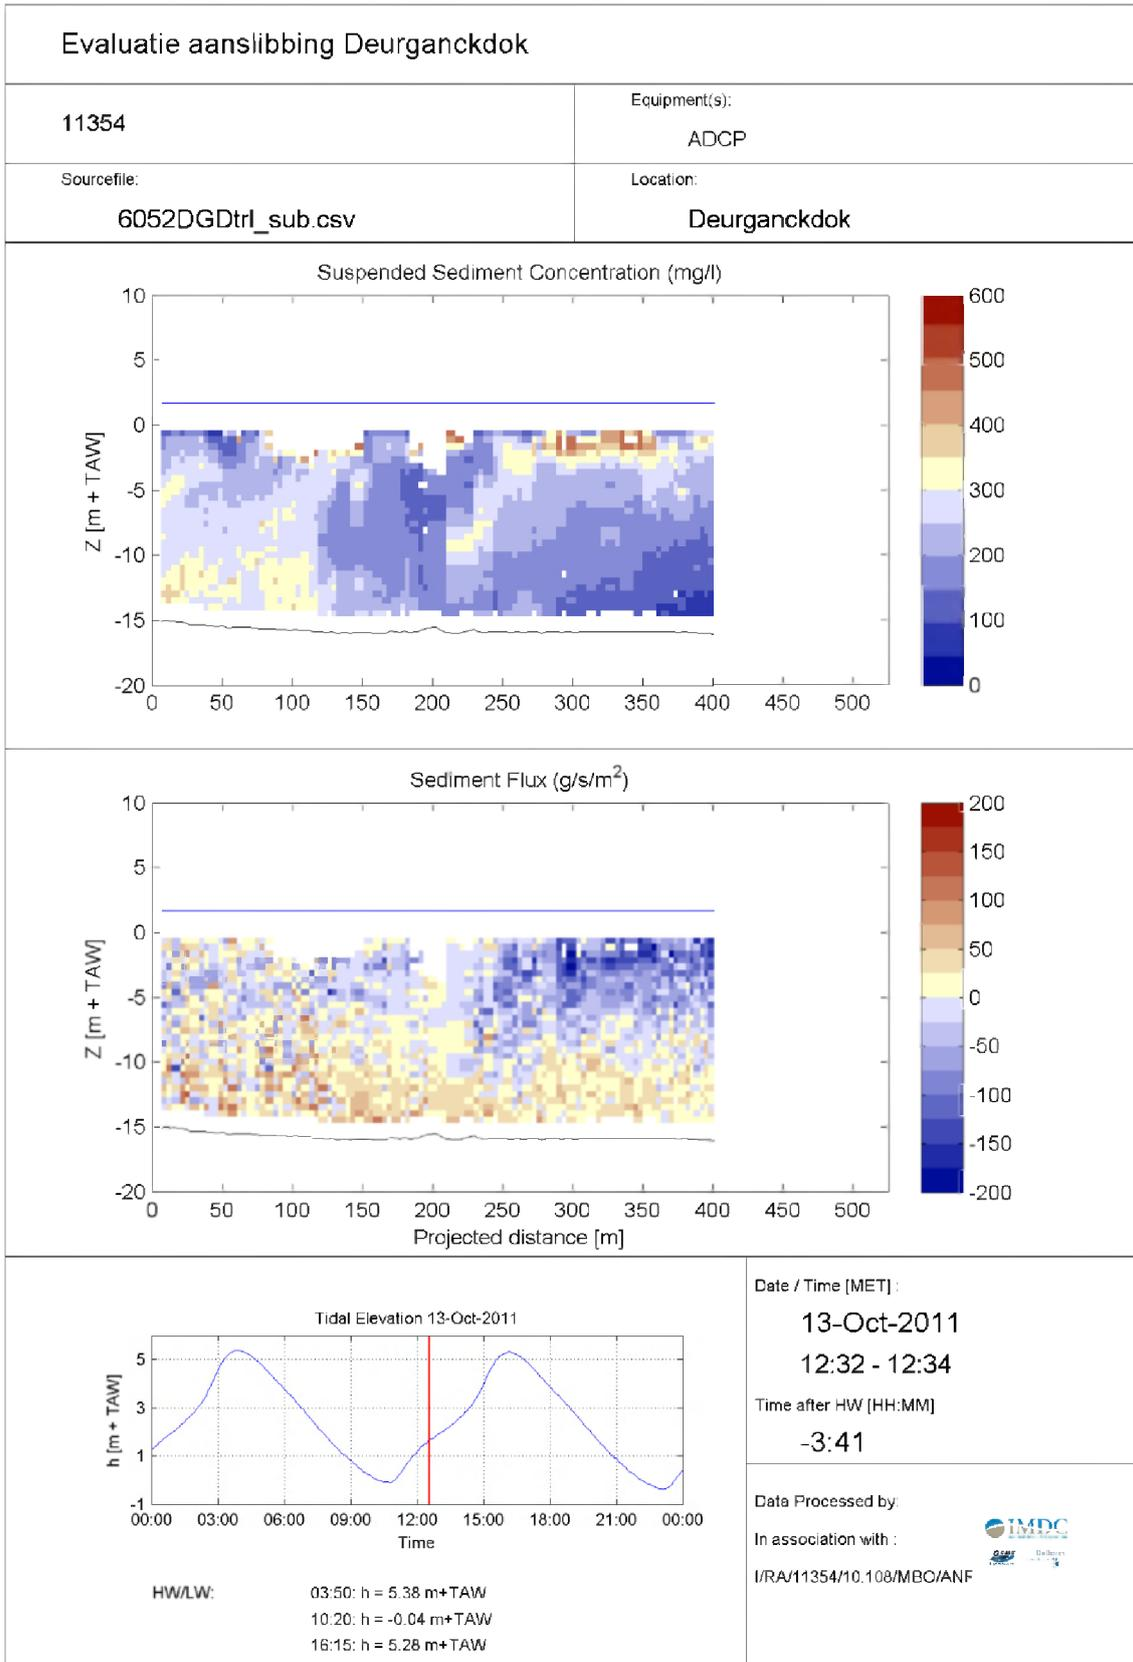 Evaluatie aanslibbing Deurganckdok
11354
Equipment(s):
ADCP
Sourcefile:
6052DGDtrl_sub.csv
Location:
Deurganckdok
Suspended Sediment Concentration (mg/l)
10
5
0
-5
-10
-15
-20
Z [m + TAW]
0 50 100 150 200 250 300 350 400 450 500
600
500
400
300
200
100
0
Sediment Flux (g/s/m²)
10
5
0
-5
-10
-15
-20
Z [m + TAW]
0 50 100 150 200 250 300 350 400 450 500
Projected distance [m]
200
150
100
50
0
-50
-100
-150
-200
Tidal Elevation 13-Oct-2011
5
3
1
-1
h [m + TAW]
00:00 03:00 06:00 09:00 12:00 15:00 18:00 21:00 00:00
Time
HW/LW:
03:50: h = 5.38 m+TAW
10:20: h = -0.04 m+TAW
16:15: h = 5.28 m+TAW
Date / Time [MET] :
13-Oct-2011
12:32 - 12:34
Time after HW [HH:MM]
-3:41
Data Processed by:
IMDC
In association with :
I/RA/11354/10.108/MBO/ANF